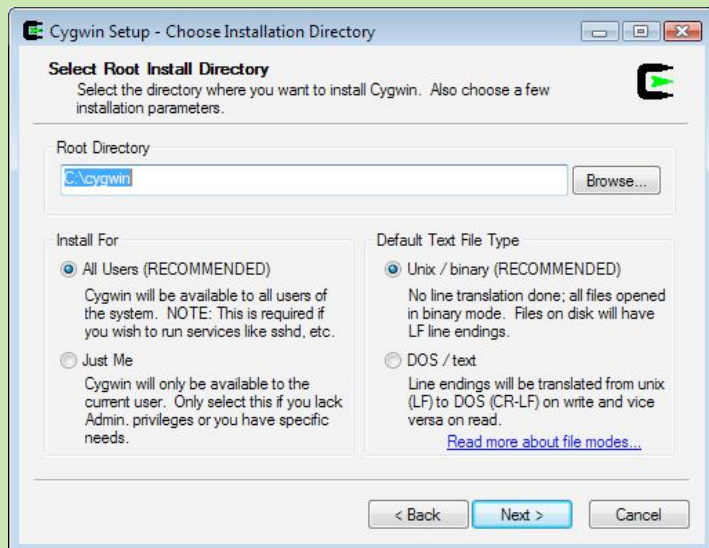 Cygwin Setup - Choose Installation Directory
Select Root Install Directory
Select the directory where you want to install Cygwin. Also choose a few
installation parameters.
Root Directory
C:\cygwin
Browse...
Install For
All Users (RECOMMENDED)
Cygwin will be available to all users of
the system. NOTE: This is required if
you wish to run services like sshd, etc.
Just Me
Cygwin will only be available to the
current user. Only select this if you lack
Admin. privileges or you have specific
needs.
Default Text File Type
Unix / binary (RECOMMENDED)
No line translation done; all files opened
in binary mode. Files on disk will have
LF line endings.
DOS / text
Line endings will be translated from unix
(LF) to DOS (CR-LF) on write and vice
versa on read.
Read more about file modes...
< Back
Next >
Cancel